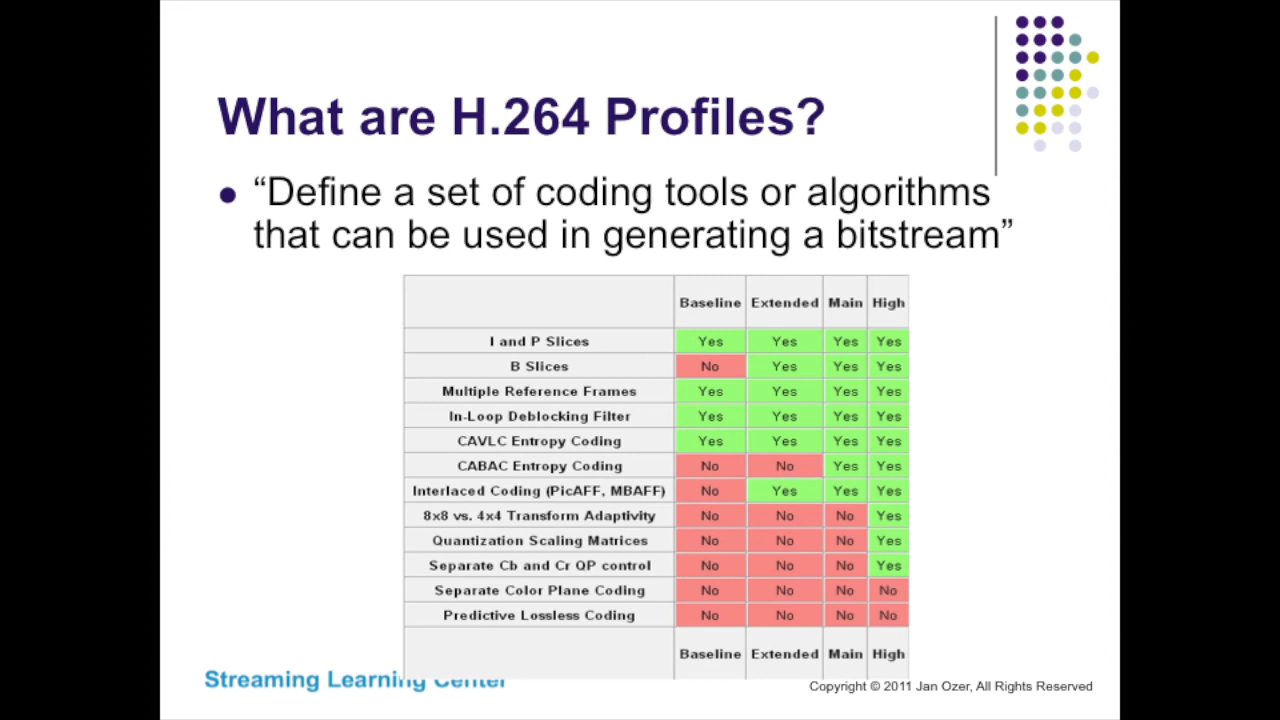 What are H.264 Profiles?
“Define a set of coding tools or algorithms
that can be used in generating a bitstream”
Baseline Extended Main High
I and P Slices Yes Yes Yes Yes
B Slices No Yes Yes Yes
Multiple Reference Frames Yes Yes Yes Yes
In-Loop Deblocking Filter Yes Yes Yes Yes
CAVLC Entropy Coding Yes Yes Yes Yes
CABAC Entropy Coding No No Yes Yes
Interlaced Coding (PicAFF, MBAFF) No Yes Yes Yes
8x8 vs. 4x4 Transform Adaptivity No No No Yes
Quantization Scaling Matrices No No No Yes
Separate Cb and Cr QP control No No No Yes
Separate Color Plane Coding No No No No
Predictive Lossless Coding No No No No
Baseline Extended Main High
Streaming Learning Center
Copyright © 2011 Jan Ozer, All Rights Reserved